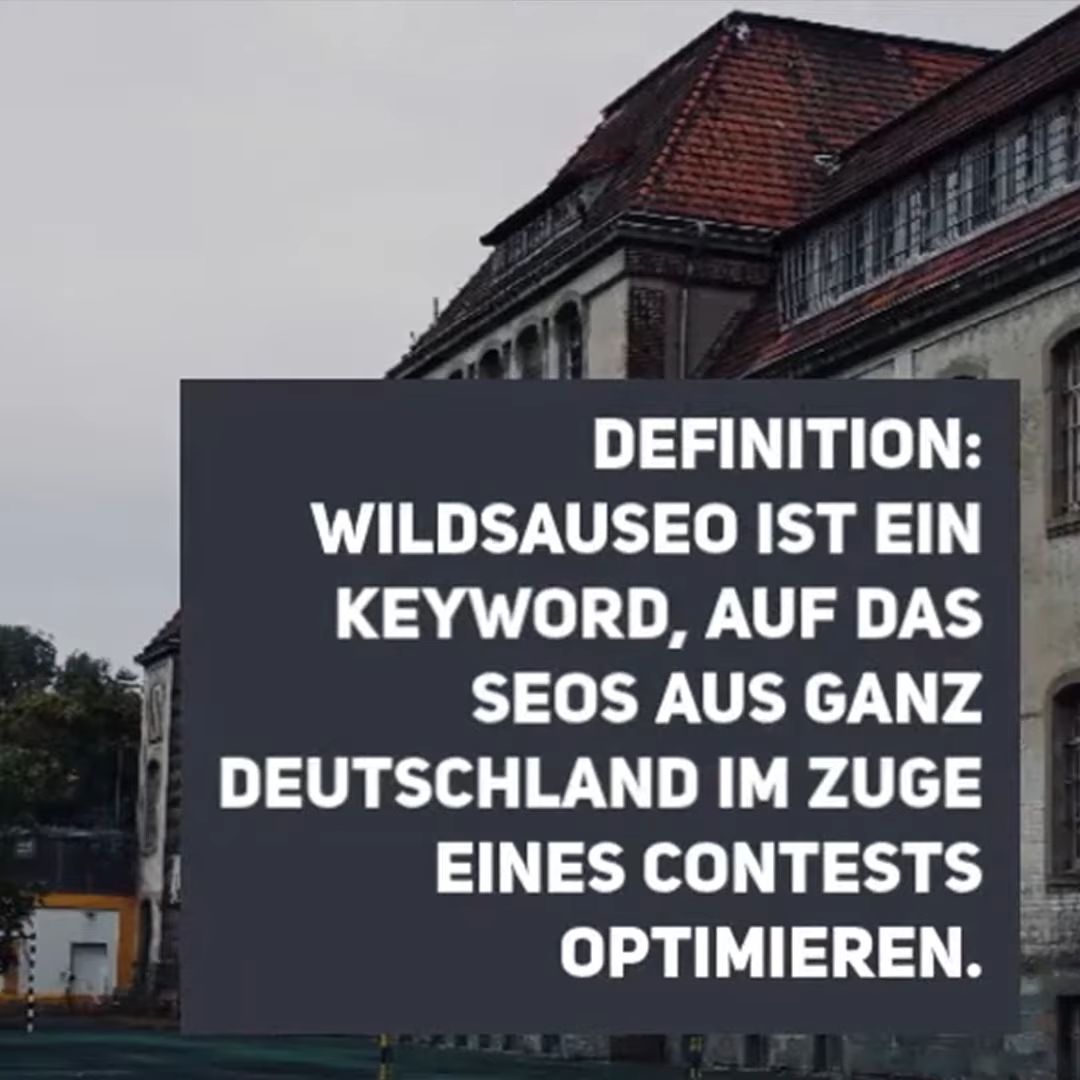 DEFINITION:
WILDSAUSEO IST EIN
KEYWORD, AUF DAS
SEOS AUS GANZ
DEUTSCHLAND IM ZUGE
EINES CONTESTS
OPTIMIEREN.